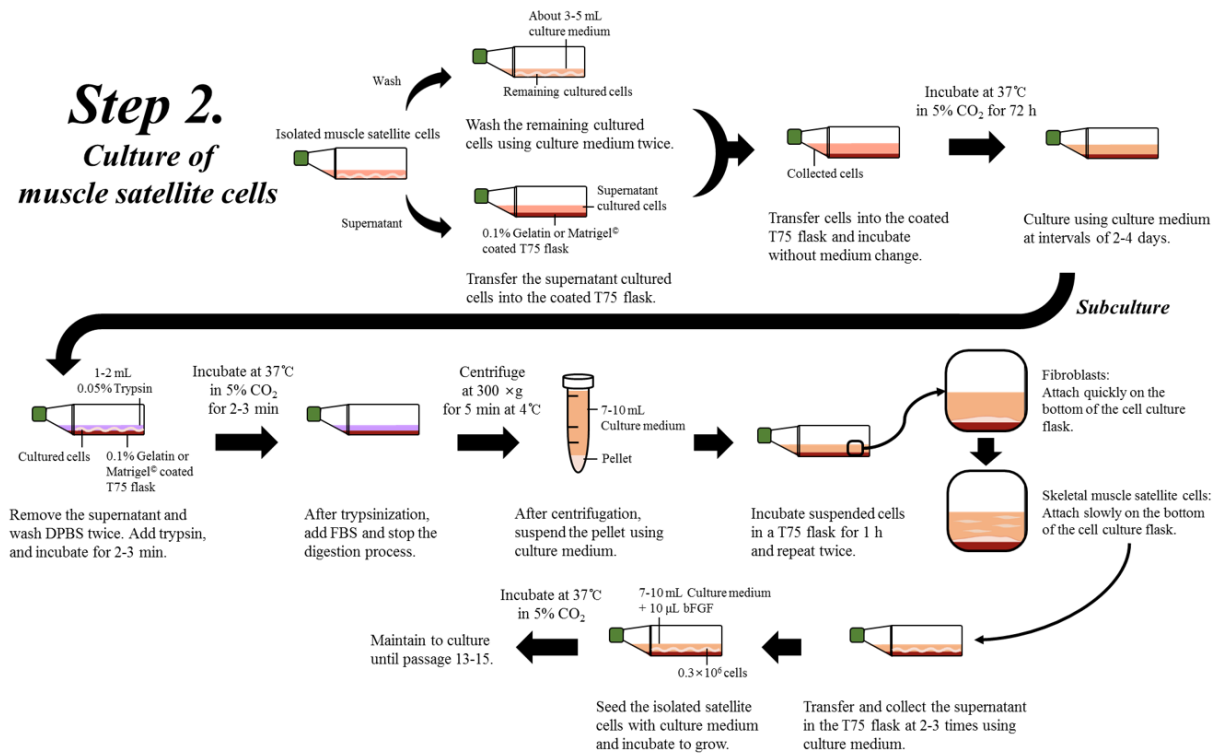 Step 2.
Culture of
muscle satellite cells
Isolated muscle satellite cells
Wash
Supernatant
About 3-5 mL
culture medium
Remaining cultured cells
Wash the remaining cultured
cells using culture medium twice.
Supernatant
cultured cells
0.1% Gelatin or Matrigel©
coated T75 flask
Transfer the supernatant cultured
cells into the coated T75 flask.
Collected cells
Transfer cells into the coated
T75 flask and incubate
without medium change.
Incubate at 37℃
in 5% CO₂ for 72 h
Culture using culture medium
at intervals of 2-4 days.
Subculture
1-2 mL
0.05% Trypsin
Cultured cells
0.1% Gelatin or
Matrigel© coated
T75 flask
Remove the supernatant and
wash DPBS twice. Add trypsin,
and incubate for 2-3 min.
Incubate at 37℃
in 5% CO₂
for 2-3 min
After trypsinization,
add FBS and stop the
digestion process.
Centrifuge
at 300 ×g
for 5 min at 4℃
7-10 mL
Culture medium
Pellet
After centrifugation,
suspend the pellet using
culture medium.
Incubate suspended cells
in a T75 flask for 1 h
and repeat twice.
Fibroblasts:
Attach quickly on the
bottom of the cell culture
flask.
Skeletal muscle satellite cells:
Attach slowly on the bottom
of the cell culture flask.
Transfer and collect the supernatant
in the T75 flask at 2-3 times using
culture medium.
7-10 mL Culture medium
+ 10 μL bFGF
0.3×10⁶ cells
Seed the isolated satellite
cells with culture medium
and incubate to grow.
Incubate at 37℃
in 5% CO₂
Maintain to culture
until passage 13-15.